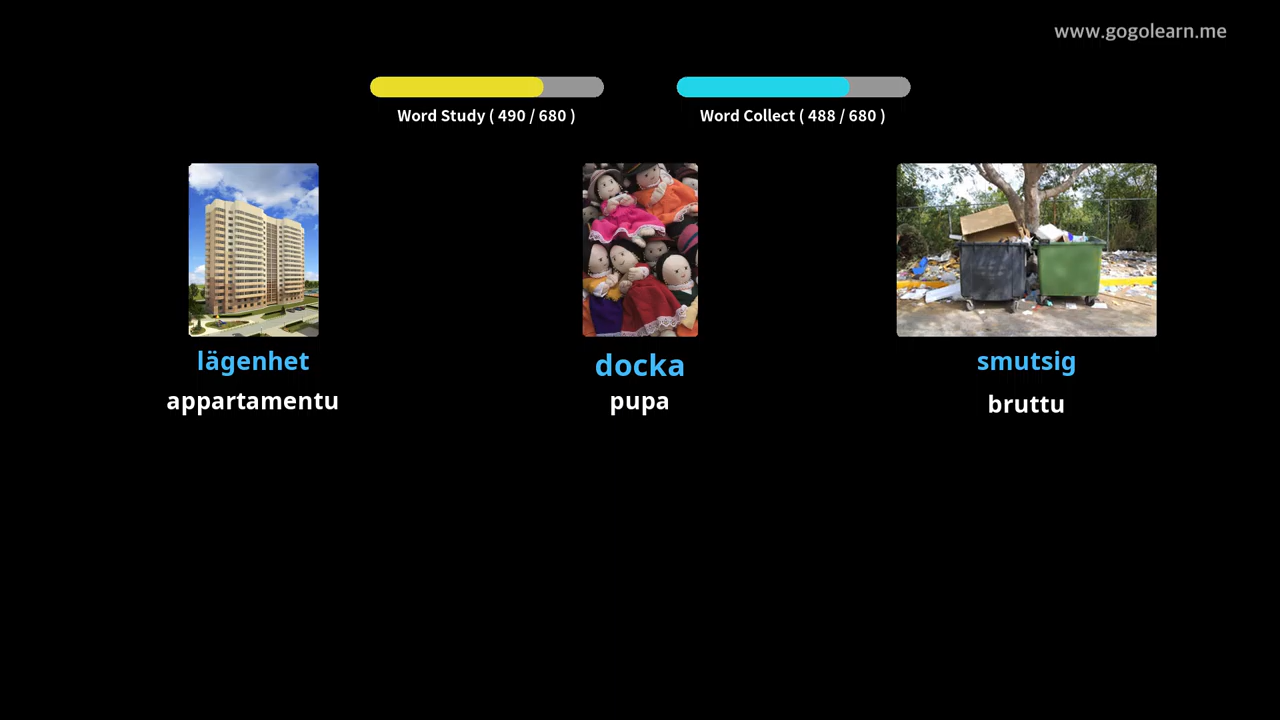 www.gogolearn.me
Word Study ( 490 / 680 )
Word Collect ( 488 / 680 )
lägenhet
appartamentu
docka
pupa
smutsig
bruttu